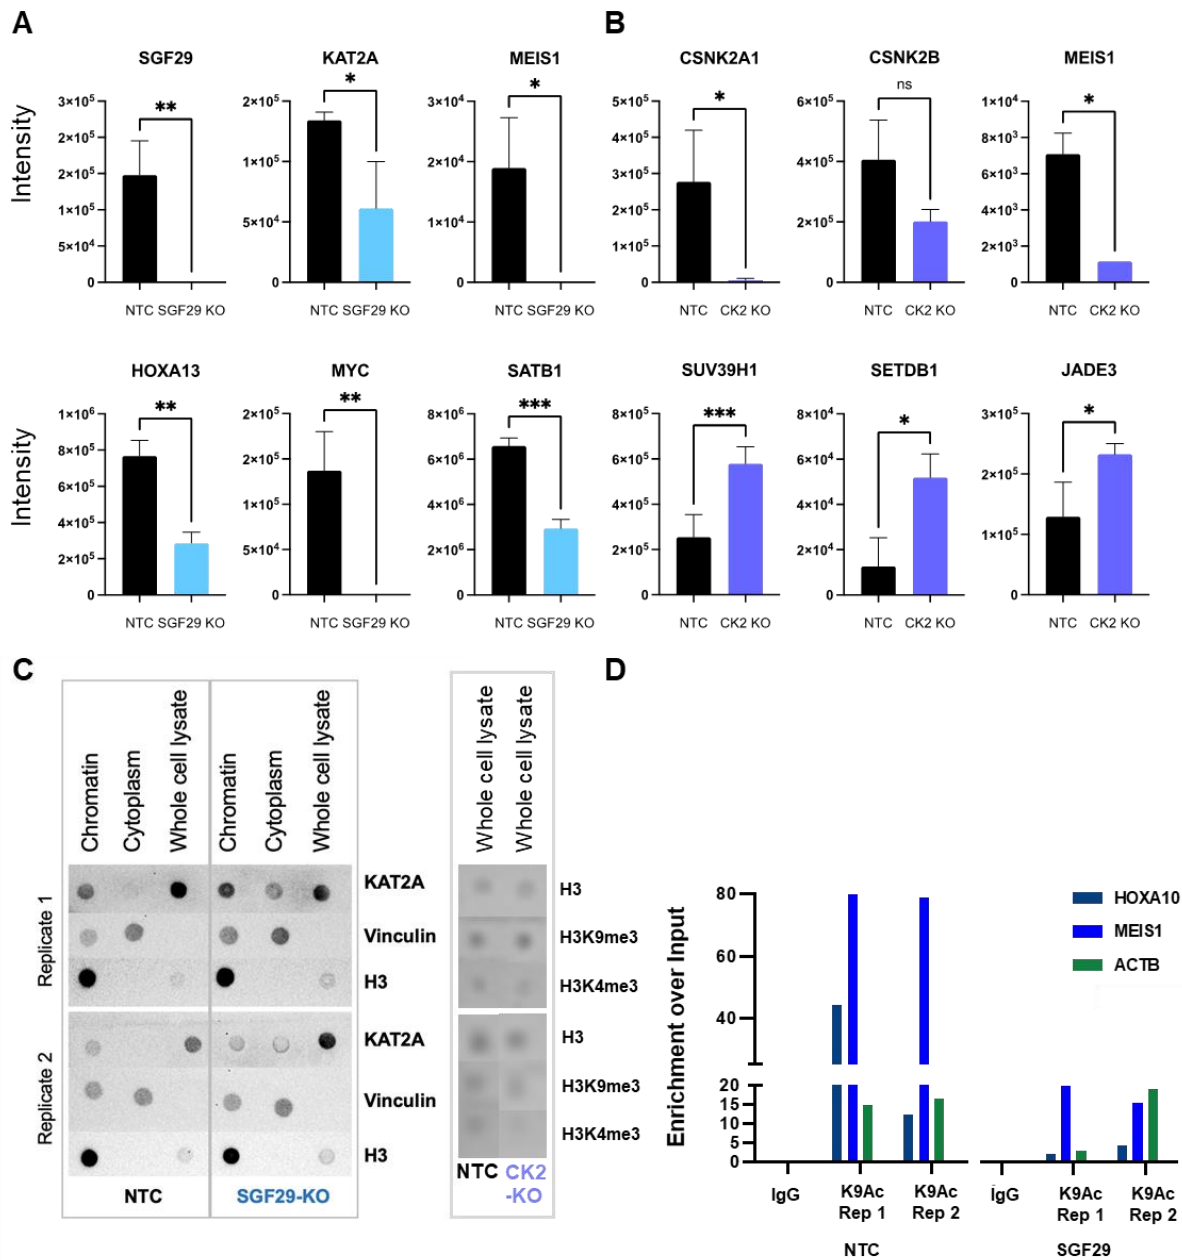 A
B
SGF29
KAT2A
MEIS1
CSNK2A1
CSNK2B
MEIS1
Intensity
3×10⁵
2×10⁵
2×10⁵
1×10⁵
5×10⁴
0
**
NTC SGF29 KO
2×10⁵
1×10⁵
5×10⁴
0
*
NTC SGF29 KO
3×10⁴
2×10⁴
1×10⁴
0
*
NTC SGF29 KO
5×10⁵
4×10⁵
3×10⁵
2×10⁵
1×10⁵
0
*
NTC CK2 KO
6×10⁵
4×10⁵
2×10⁵
0
ns
NTC CK2 KO
1×10⁴
8×10³
6×10³
4×10³
2×10³
0
*
NTC CK2 KO
HOXA13
MYC
SATB1
SUV39H1
SETDB1
JADE3
Intensity
1×10⁶
8×10⁵
6×10⁵
4×10⁵
2×10⁵
0
**
NTC SGF29 KO
2×10⁵
2×10⁵
1×10⁵
5×10⁴
0
**
NTC SGF29 KO
8×10⁶
6×10⁶
4×10⁶
2×10⁶
0
***
NTC SGF29 KO
8×10⁵
6×10⁵
4×10⁵
2×10⁵
0
***
NTC CK2 KO
8×10⁴
6×10⁴
4×10⁴
2×10⁴
0
*
NTC CK2 KO
3×10⁵
2×10⁵
1×10⁵
0
*
NTC CK2 KO
C
D
Chromatin
Cytoplasm
Whole cell lysate
Chromatin
Cytoplasm
Whole cell lysate
Replicate 1
KAT2A
Vinculin
H3
Replicate 2
KAT2A
Vinculin
H3
NTC
SGF29-KO
Whole cell lysate
Whole cell lysate
H3
H3K9me3
H3K4me3
H3
H3K9me3
H3K4me3
NTC
CK2
-KO
Enrichment over Input
80
60
40
20
15
10
5
0
HOXA10
MEIS1
ACTB
IgG
K9Ac
Rep 1
K9Ac
Rep 2
NTC
IgG
K9Ac
Rep 1
K9Ac
Rep 2
SGF29